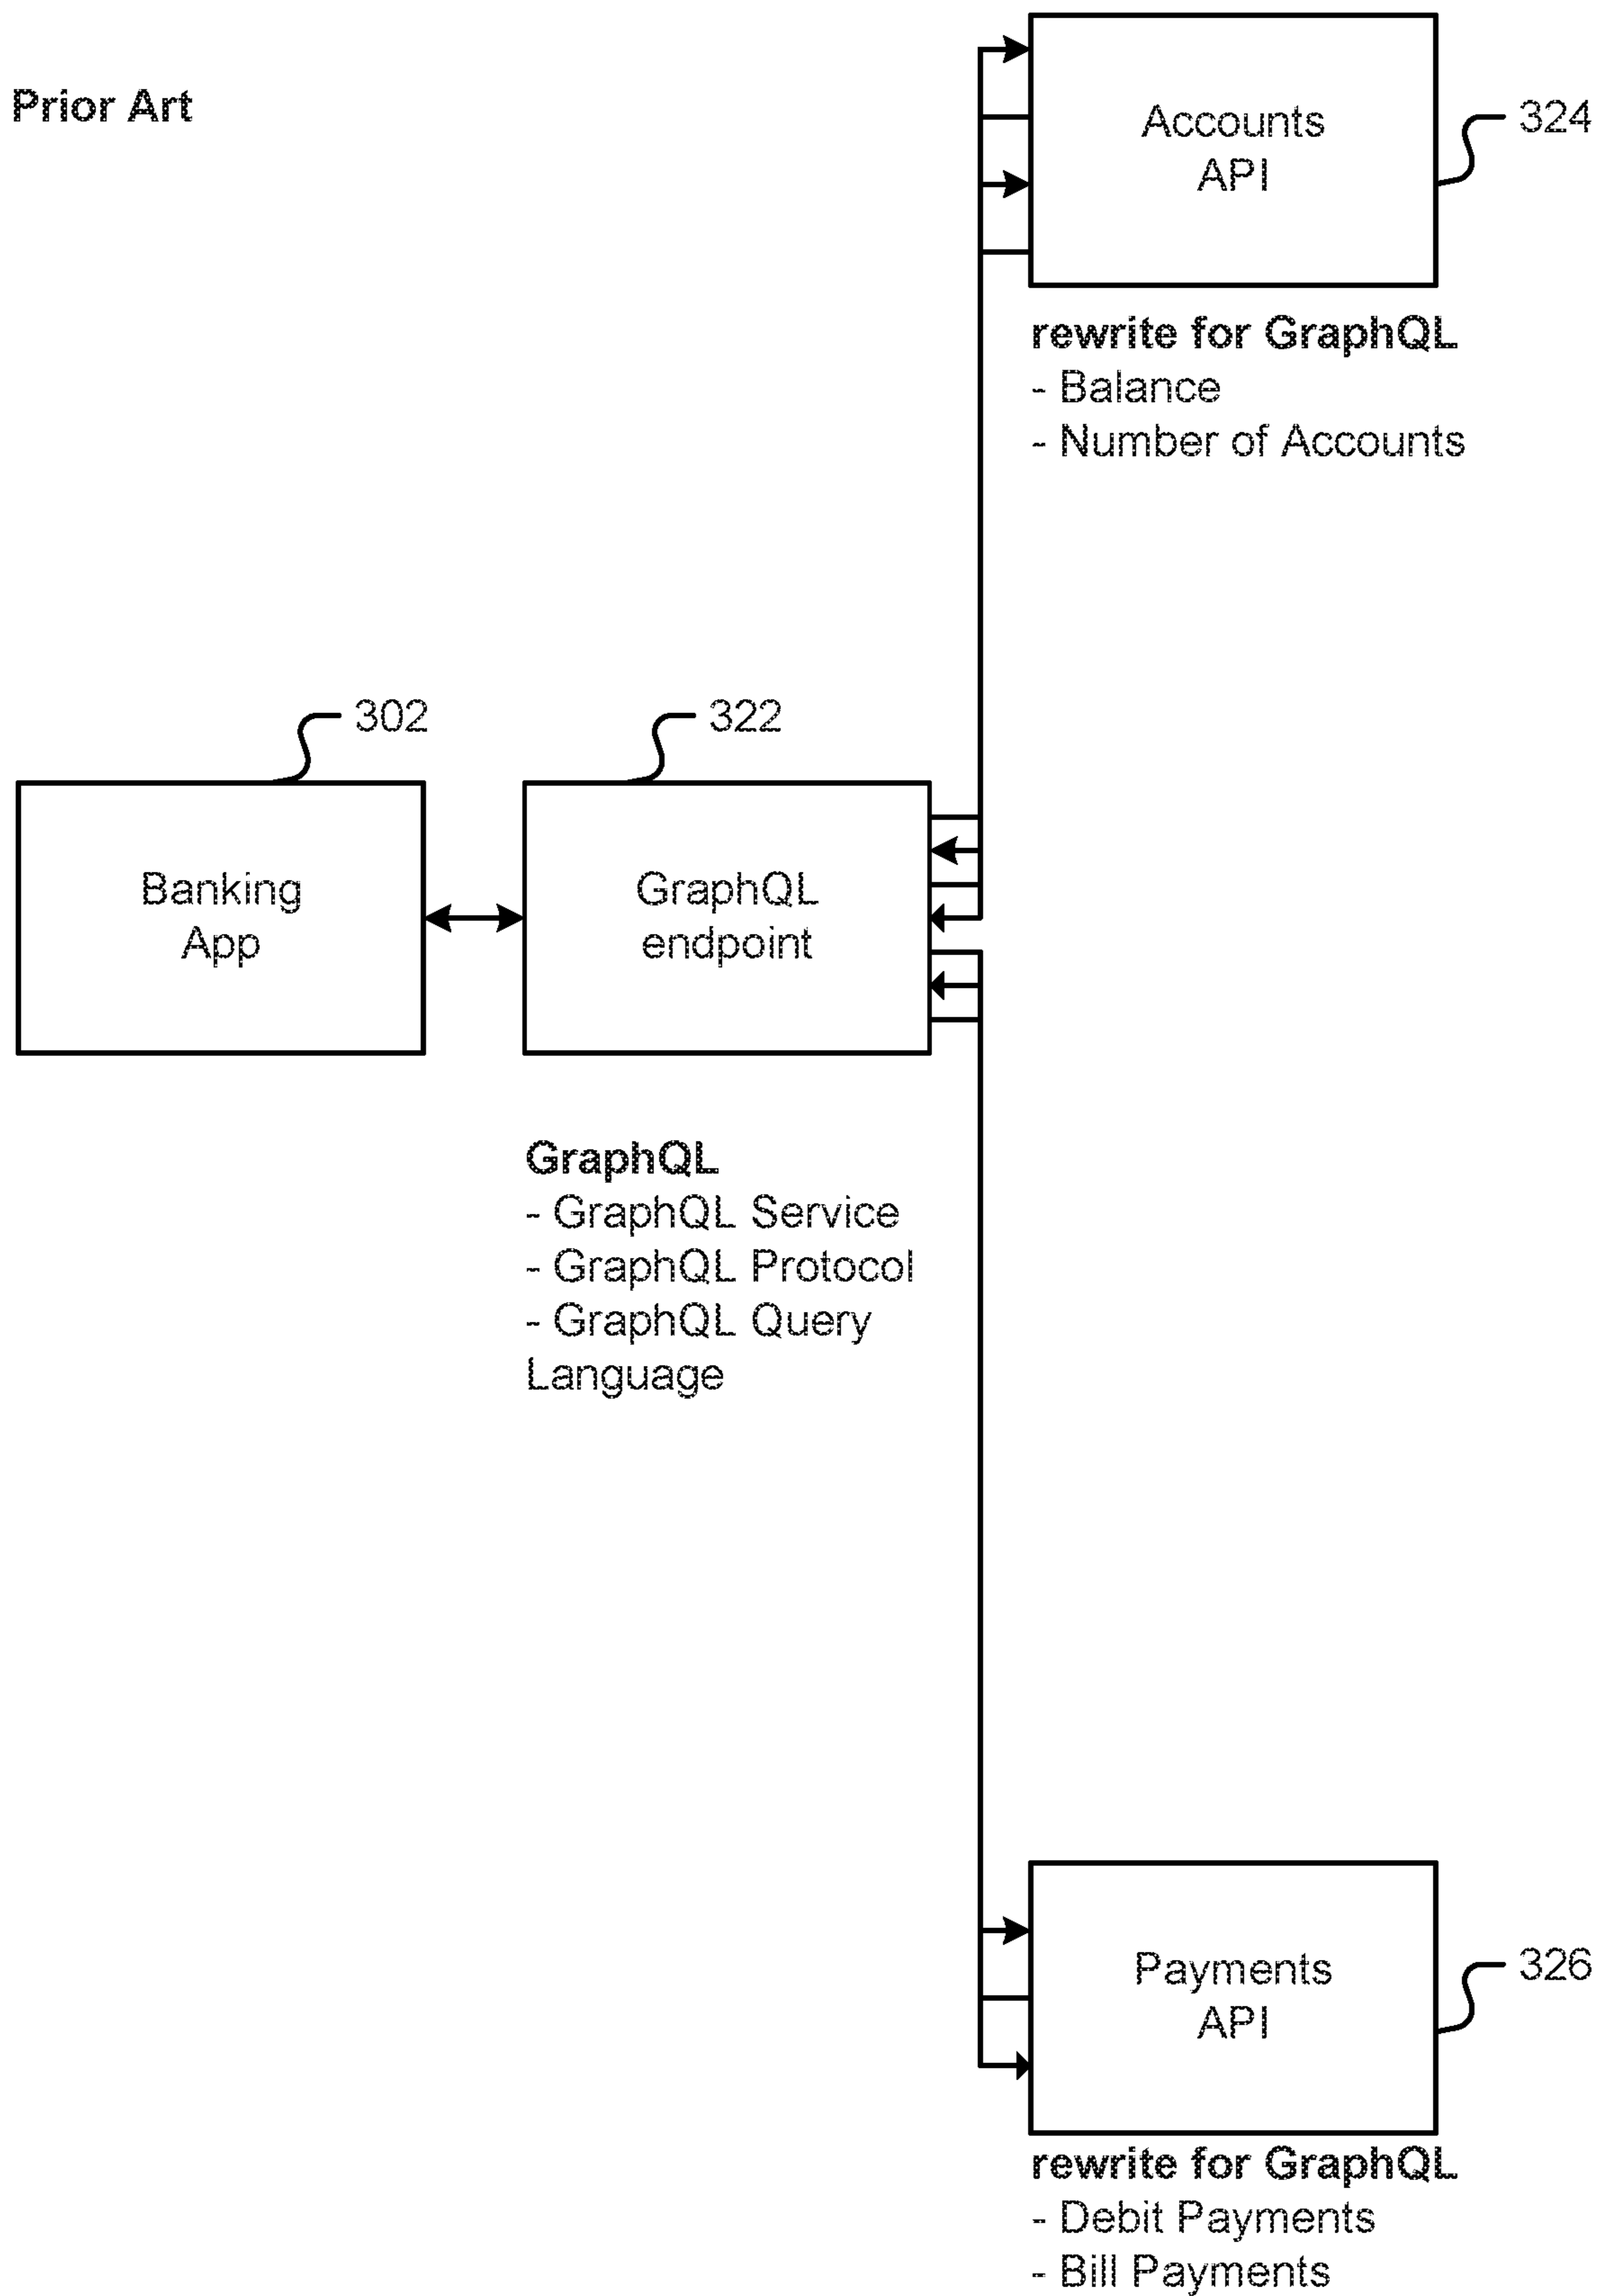 Prior Art
Accounts
API
324
rewrite for GraphQL
- Balance
- Number of Accounts
302
322
Banking
App
GraphQL
endpoint
GraphQL
- GraphQL Service
- GraphQL Protocol
- GraphQL Query
Language
Payments
API
326
rewrite for GraphQL
- Debit Payments
- Bill Payments